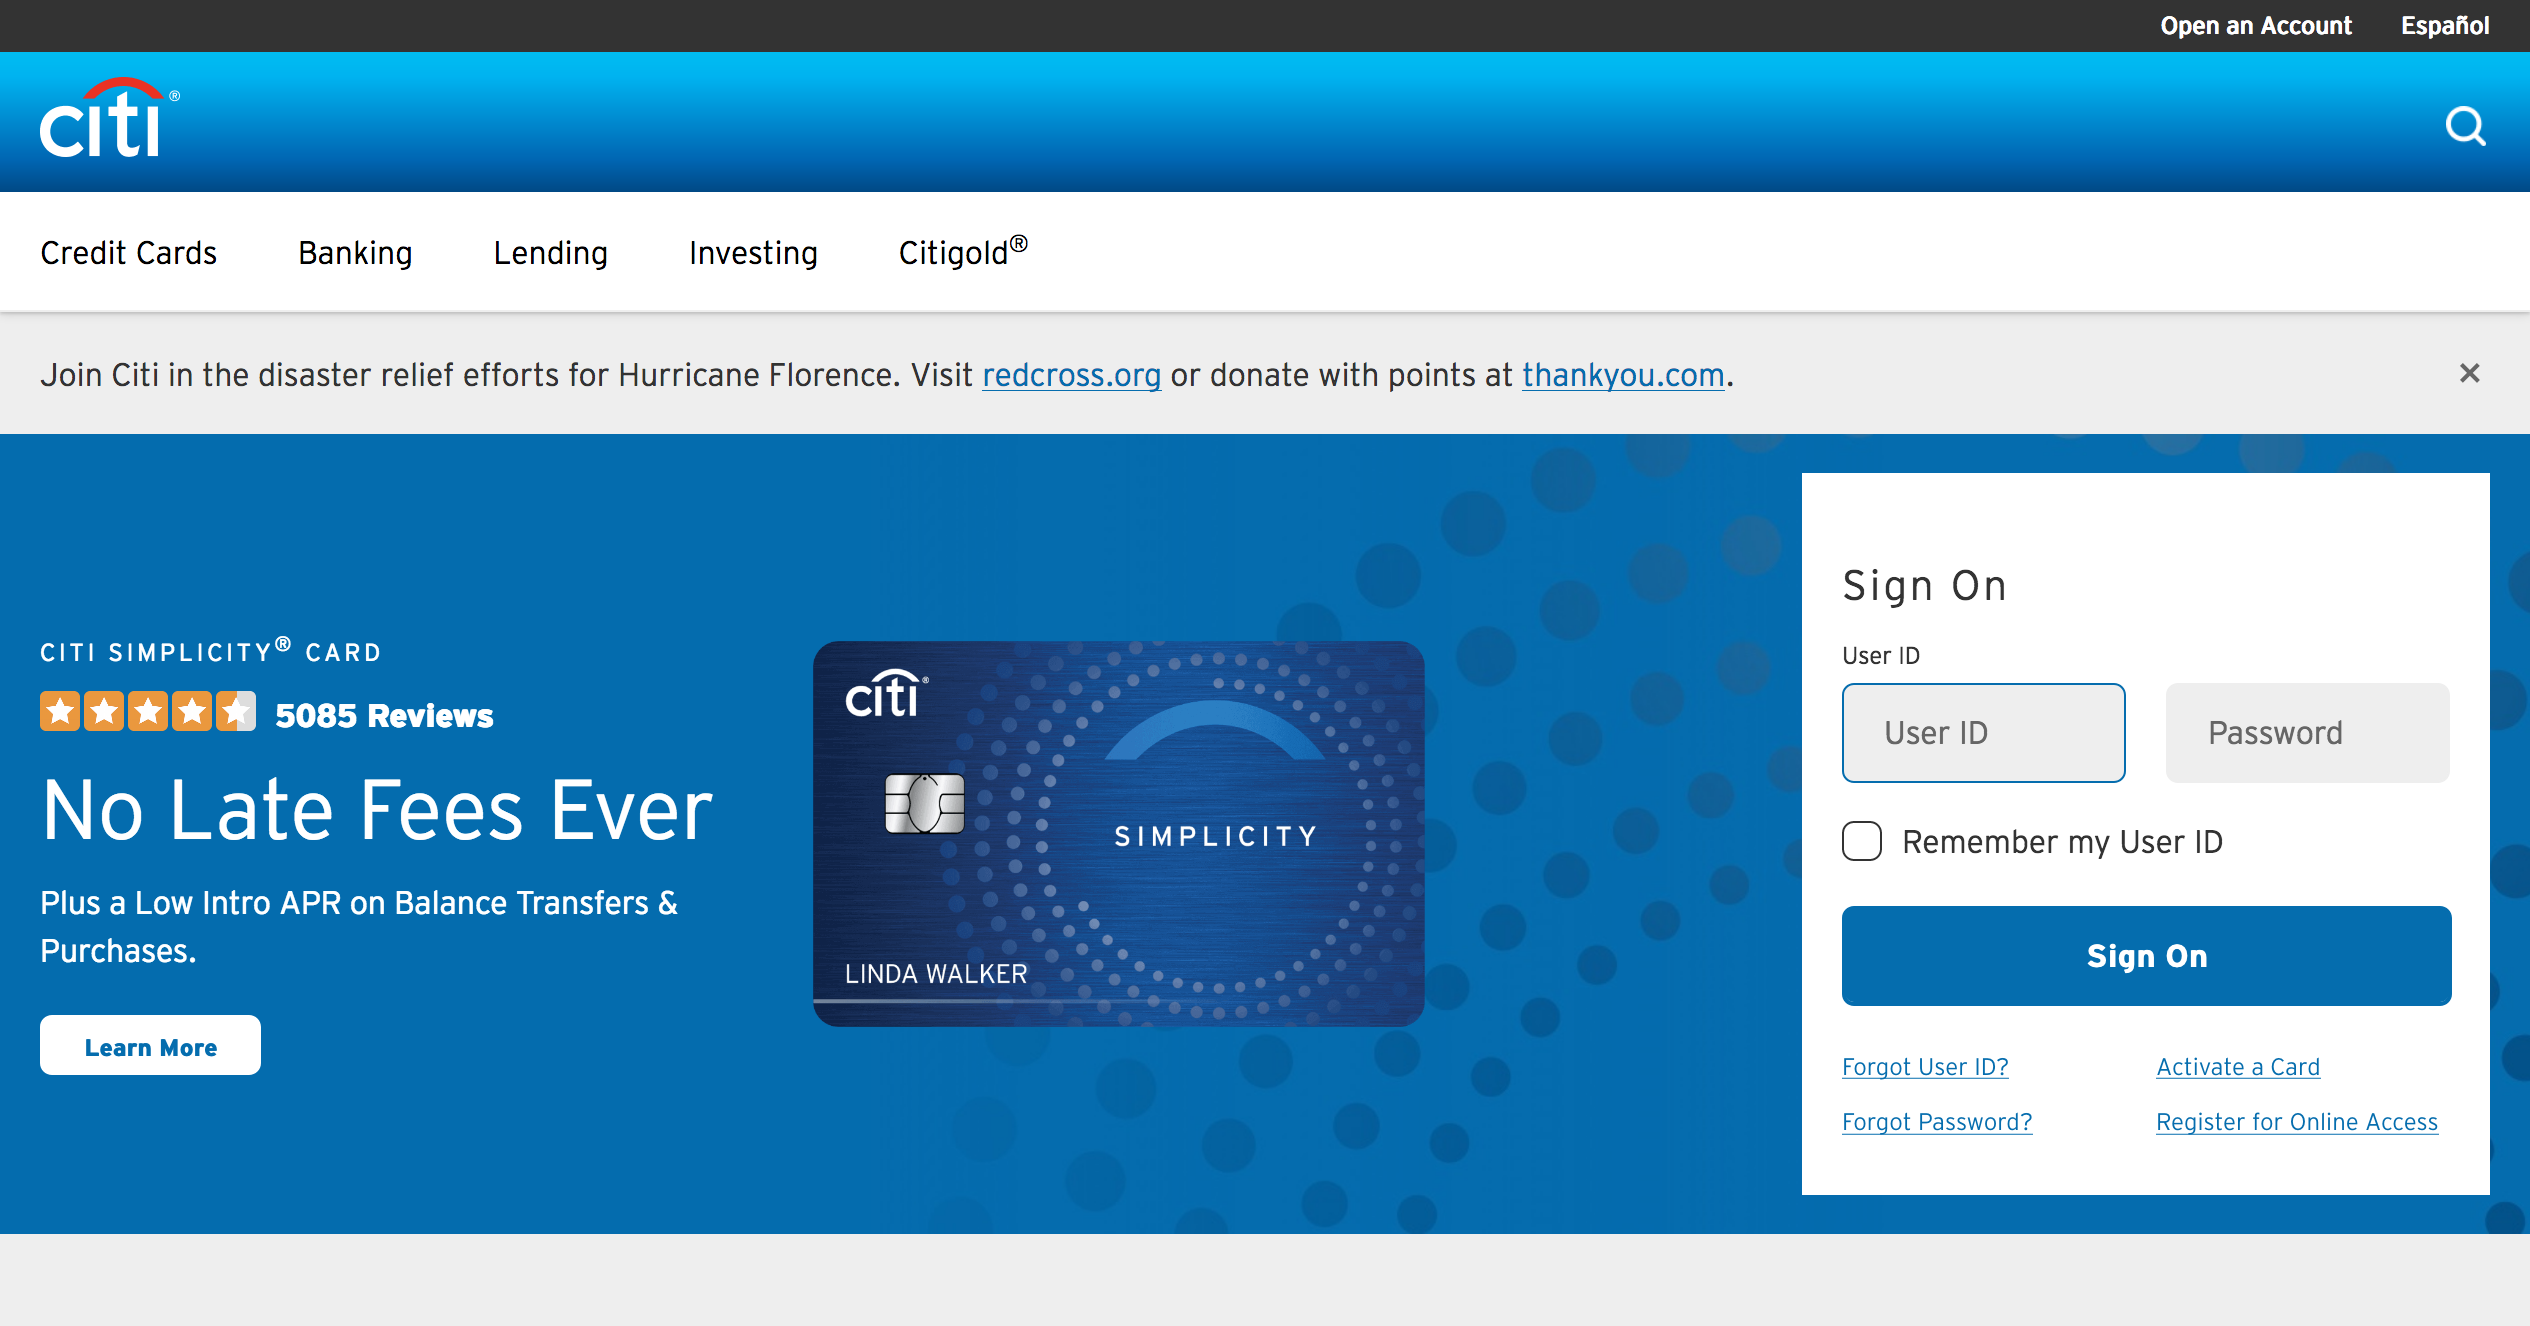 Open an Account Español
citi®
Credit Cards Banking Lending Investing Citigold®
Join Citi in the disaster relief efforts for Hurricane Florence. Visit redcross.org or donate with points at thankyou.com.
CITI SIMPLICITY® CARD
5085 Reviews
No Late Fees Ever
Plus a Low Intro APR on Balance Transfers &
Purchases.
Learn More
citi®
SIMPLICITY
LINDA WALKER
Sign On
User ID
User ID Password
Remember my User ID
Sign On
Forgot User ID? Activate a Card
Forgot Password? Register for Online Access